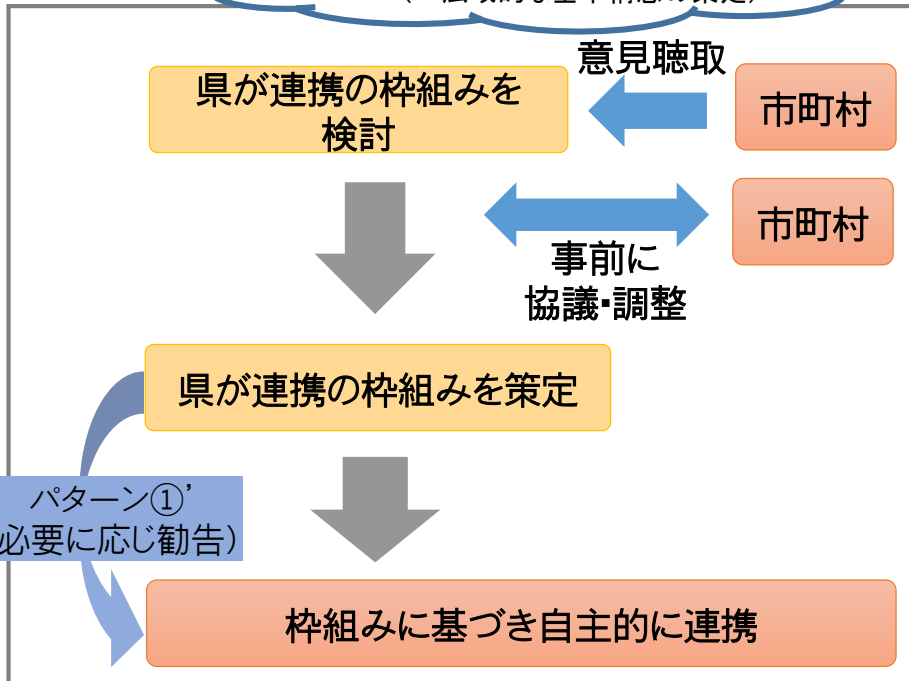 意見聴取
県が連携の枠組みを
検討
市町村
市町村
事前に
協議・調整
県が連携の枠組みを策定
パターン①’
必要に応じ勧告）
枠組みに基づき自主的に連携